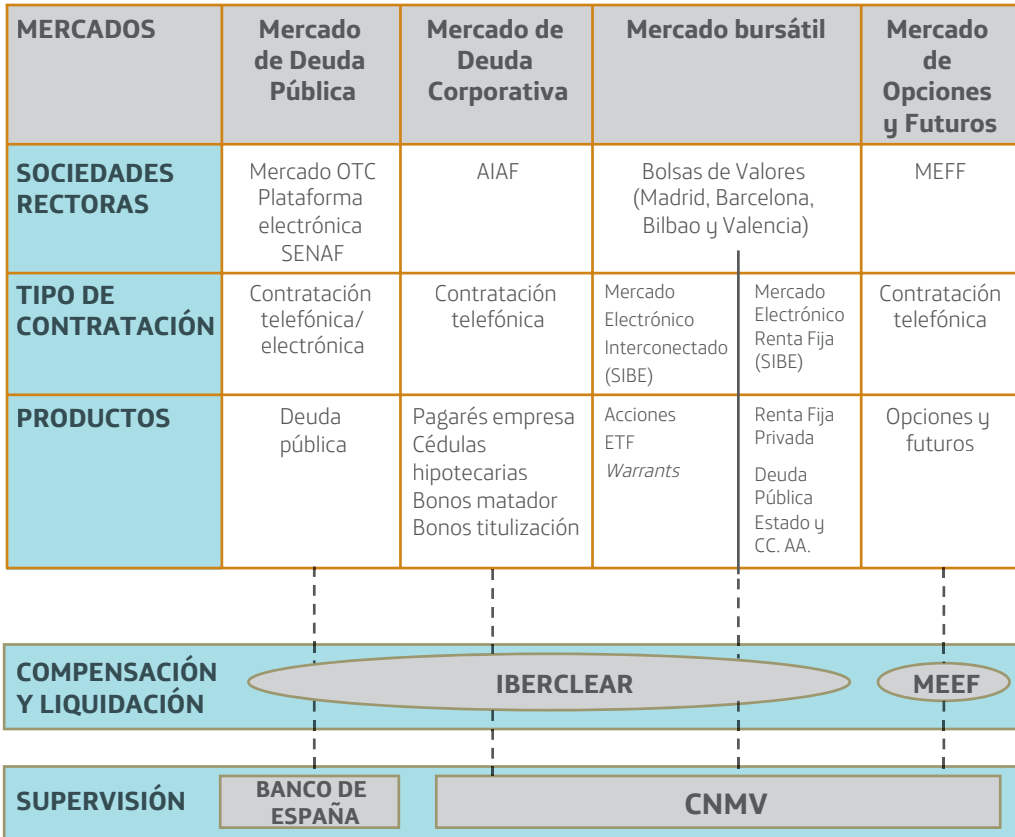 MERCADOS
Mercado
de Deuda
Pública
Mercado de
Deuda
Corporativa
Mercado bursátil
Mercado
de
Opciones
y Futuros
SOCIEDADES
RECTORAS
Mercado OTC
Plataforma
electrónica
SENAF
AIAF
Bolsas de Valores
(Madrid, Barcelona,
Bilbao y Valencia)
MEFF
TIPO DE
CONTRATACIÓN
Contratación
telefónica/
electrónica
Contratación
telefónica
Mercado
Electrónico
Interconectado
(SIBE)
Mercado
Electrónico
Renta Fija
(SIBE)
Contratación
telefónica
PRODUCTOS
Deuda
pública
Pagarés empresa
Cédulas
hipotecarias
Bonos matador
Bonos titulización
Acciones
ETF
Warrants
Renta Fija
Privada
Deuda
Pública
Estado y
CC. AA.
Opciones y
futuros
COMPENSACIÓN
Y LIQUIDACIÓN
IBERCLEAR
MEEF
SUPERVISIÓN
BANCO DE
ESPAÑA
CNMV